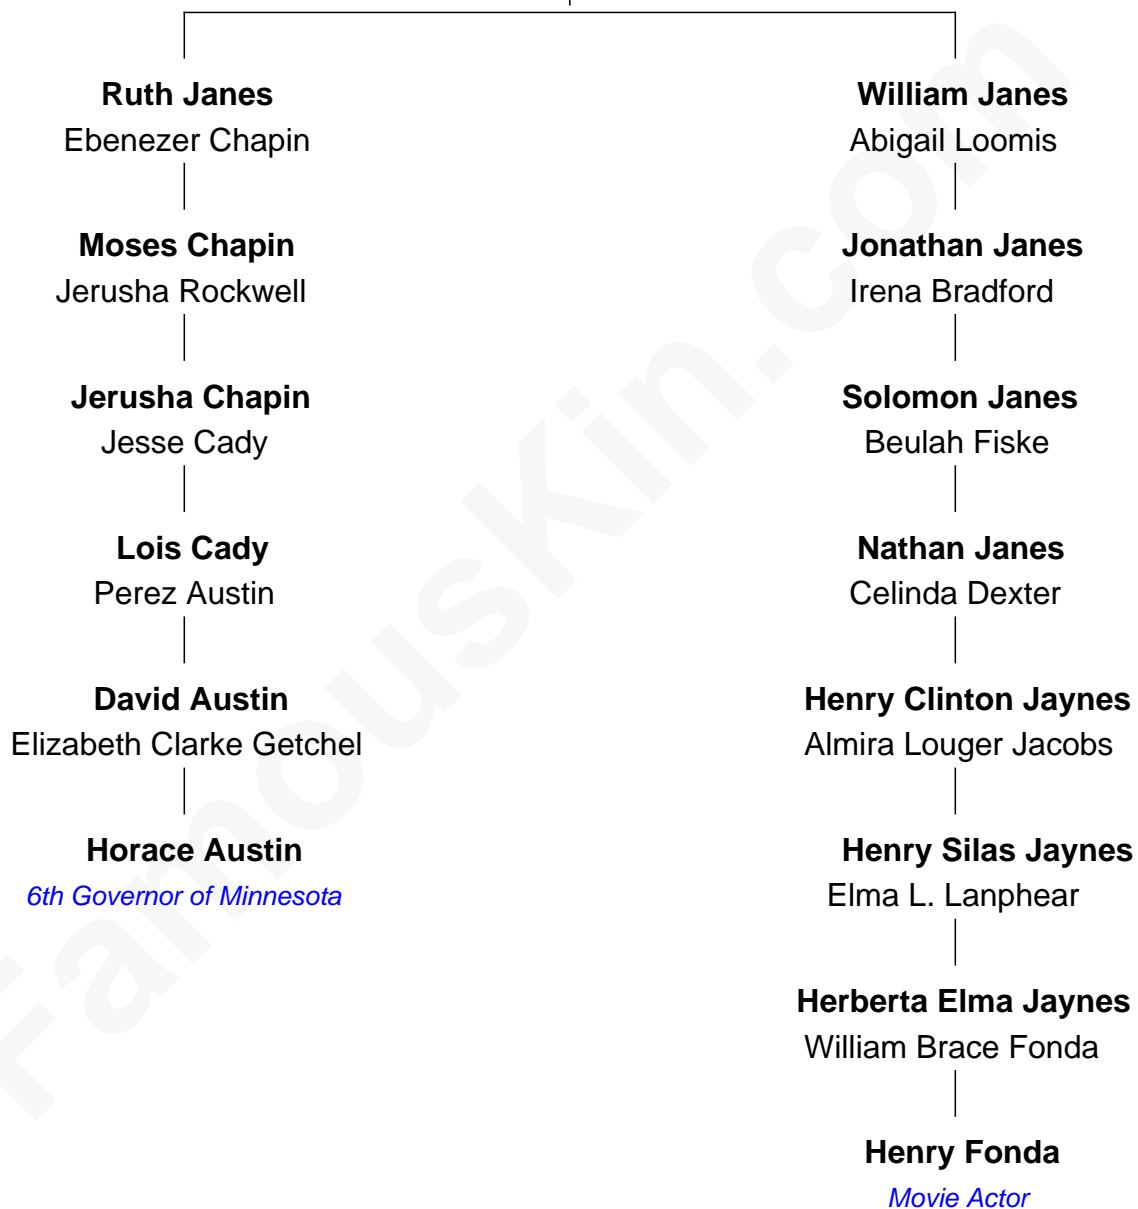 Ruth Janes
Ebenezer Chapin
William Janes
Abigail Loomis
Moses Chapin
Jerusha Rockwell
Jonathan Janes
Irena Bradford
Jerusha Chapin
Jesse Cady
Solomon Janes
Beulah Fiske
Lois Cady
Perez Austin
Nathan Janes
Celinda Dexter
David Austin
Elizabeth Clarke Getchel
Henry Clinton Jaynes
Almira Louger Jacobs
Horace Austin
6th Governor of Minnesota
Henry Silas Jaynes
Elma L. Lanphear
Herberta Elma Jaynes
William Brace Fonda
Henry Fonda
Movie Actor
FamousKin.com